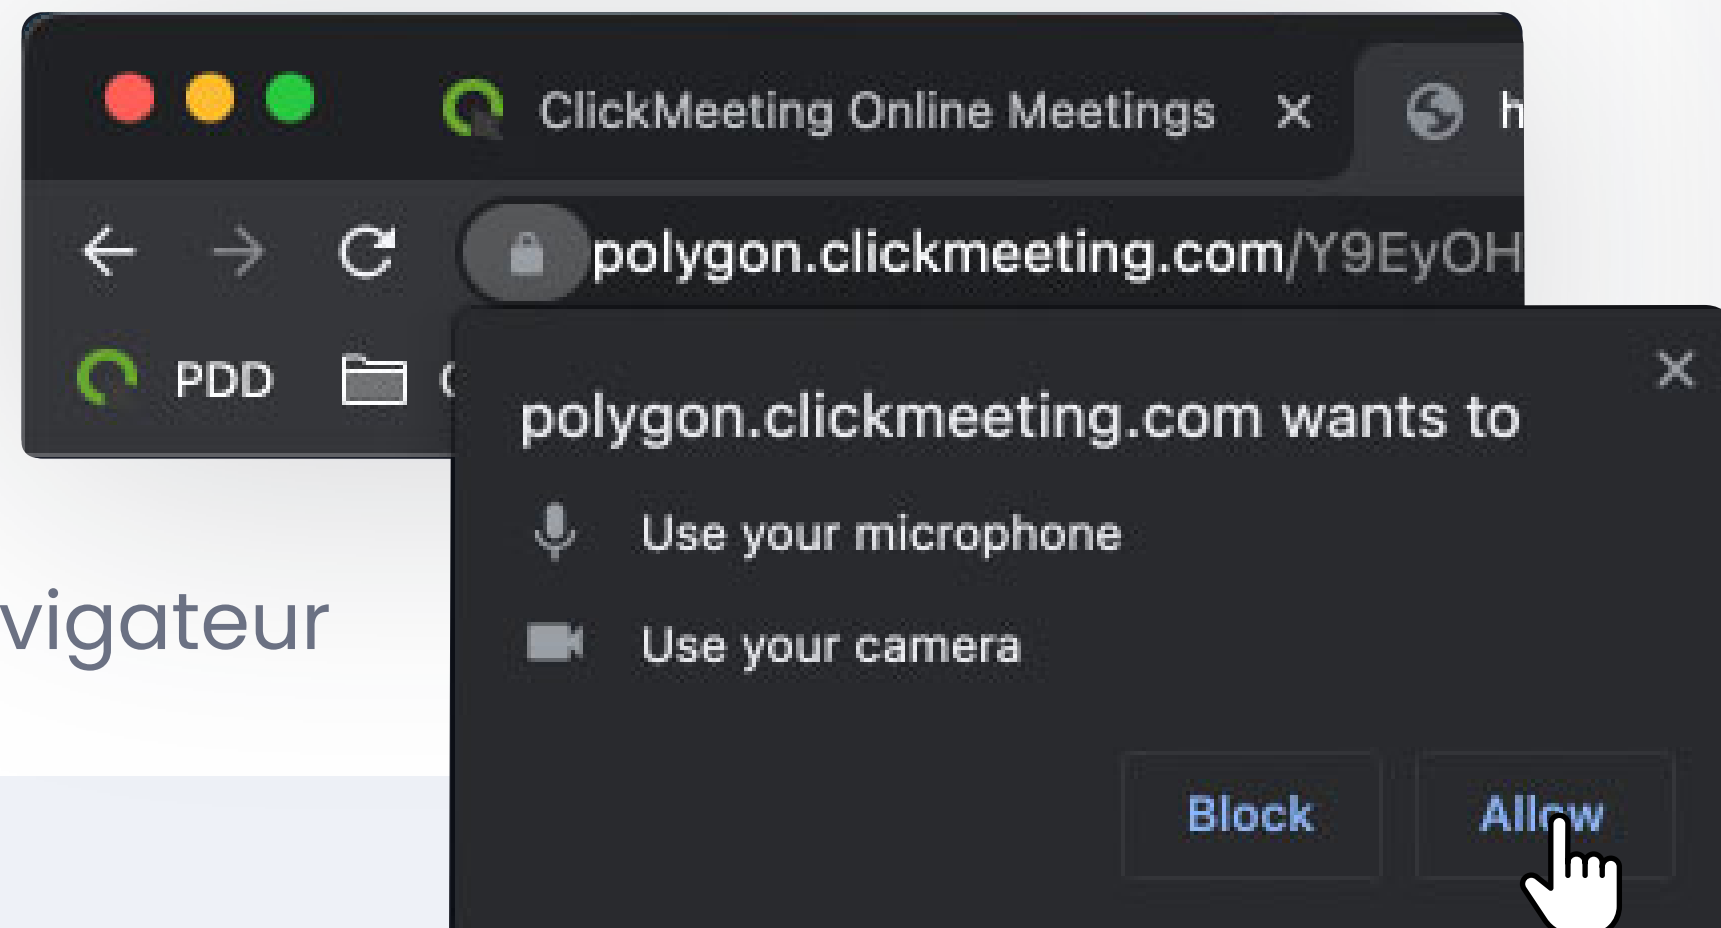 ClickMeeting Online Meetings
h
polygon.clickmeeting.com/Y9EyOH
PDD
polygon.clickmeeting.com wants to
Use your microphone
Use your camera
vigateur
Block
Allow